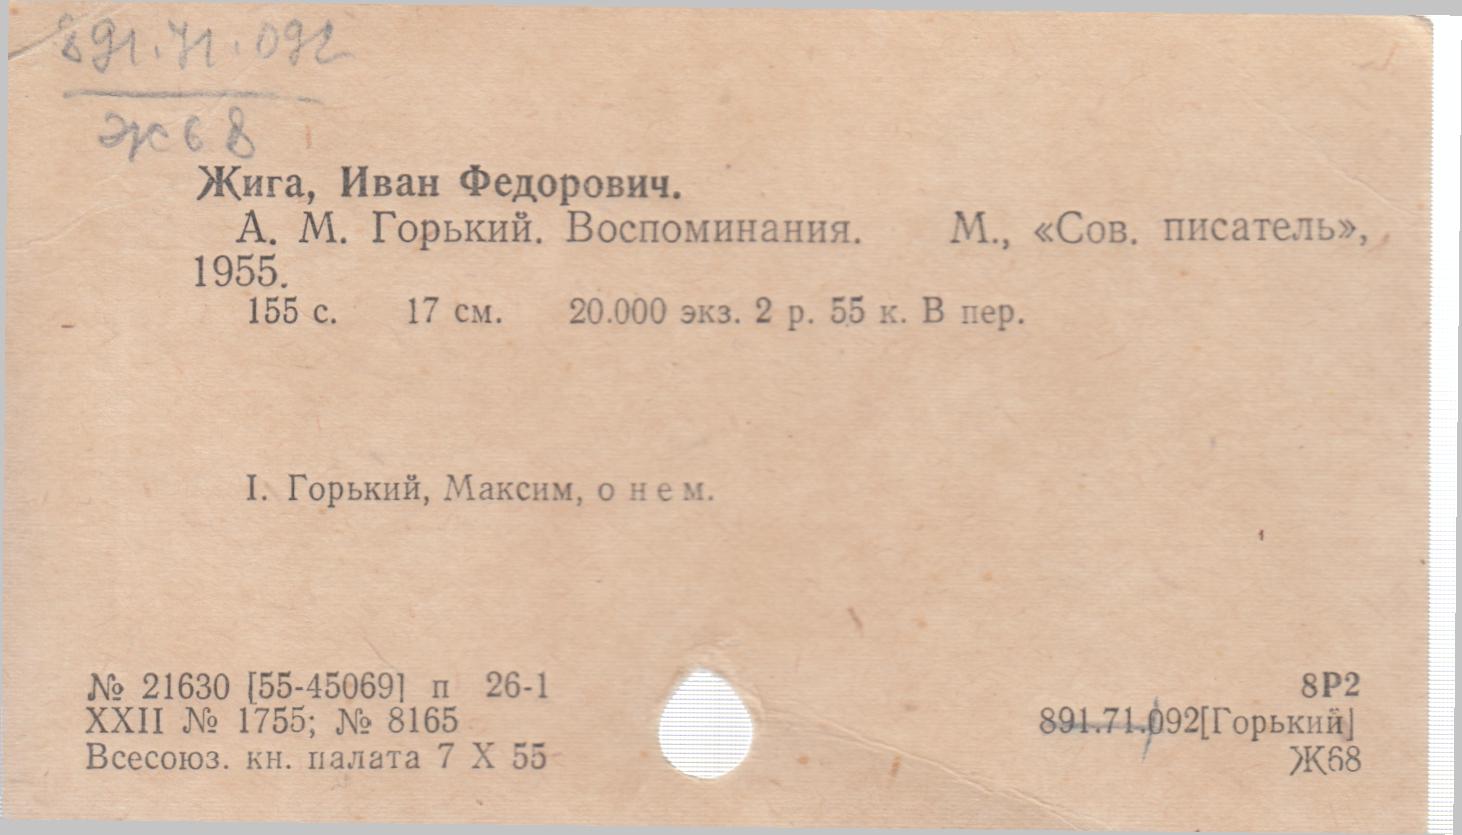 891.71.092
Ж68
Жига, Иван Федорович.
А. М. Горький. Воспоминания. М., «Сов. писатель»,
1955.
155 с. 17 см. 20.000 экз. 2 р. 55 к. В пер.
I. Горький, Максим, о нем.
№ 21630 [55-45069] п 26-1
XXII № 1755; № 8165
Всесоюз. кн. палата 7 X 55
8Р2
891.71.092[Горький]
Ж68